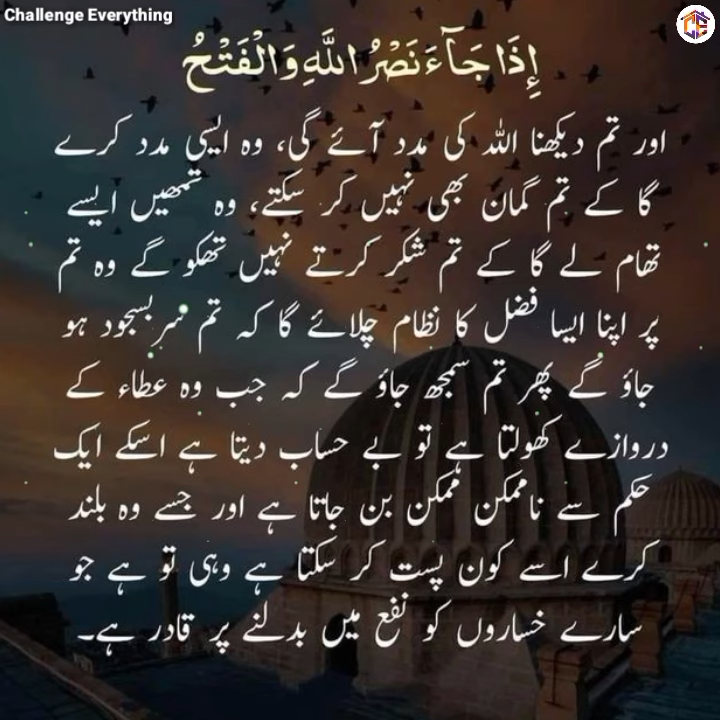 Challenge Everything
إِذَا جَآءَ نَصْرُ اللَّهِ وَالْفَتْحُ
اور تم دیکھنا اللہ کی مدد آئے گی، وہ ایسی مدد کرے
گا کے تم گمان بھی نہیں کر سکتے، وہ تمھیں ایسے
تھام لے گا کے تم شکر کرتے نہیں تھکو گے وہ تم
پر اپنا ایسا فضل کا نظام چلائے گا کہ تم سر بسجود ہو
جاؤ گے پھر تم سمجھ جاؤ گے کہ جب وہ عطاء کے
دروازے کھولتا ہے تو بے حساب دیتا ہے اسکے ایک
حکم سے ناممکن ممکن بن جاتا ہے اور جسے وہ بلند
کرے اسے کون پست کر سکتا ہے وہی تو ہے جو
سارے خساروں کو نفع میں بدلنے پر قادر ہے۔